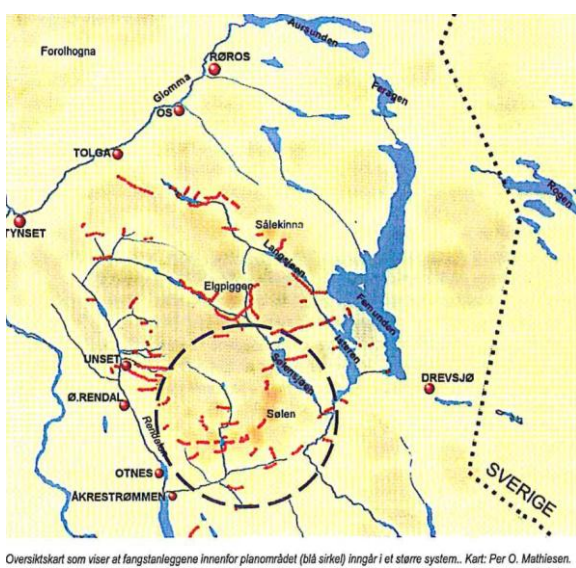 Aursunden
Forolhogna
RØROS
Glomma
Feragen
OS
TOLGA
Rogen
TYNSET
Sålekinna
Langsjøen
Elgpiggen
Femunden
Isteren
UNSET
Sølensjøen
DREVSJØ
Ø.RENDAL
Sølen
Rendalen
OTNES
SVERIGE
ÅKRESTRØMMEN
Oversiktskart som viser at fangstanleggene innenfor planområdet (blå sirkel) inngår i et større system.. Kart: Per O. Mathiesen.